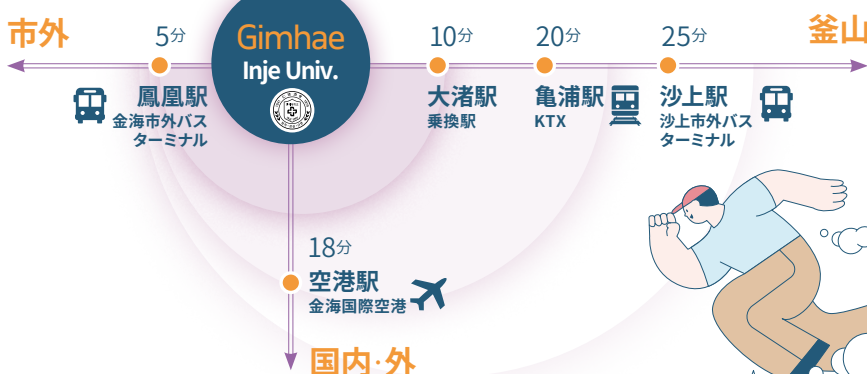 市外
釜山
5分
Gimhae
Inje Univ.
10分
20分
25分
鳳凰駅
金海市外バス
ターミナル
大渚駅
乗換駅
亀浦駅
KTX
沙上駅
沙上市外バス
ターミナル
18分
空港駅
金海国際空港
国内·外